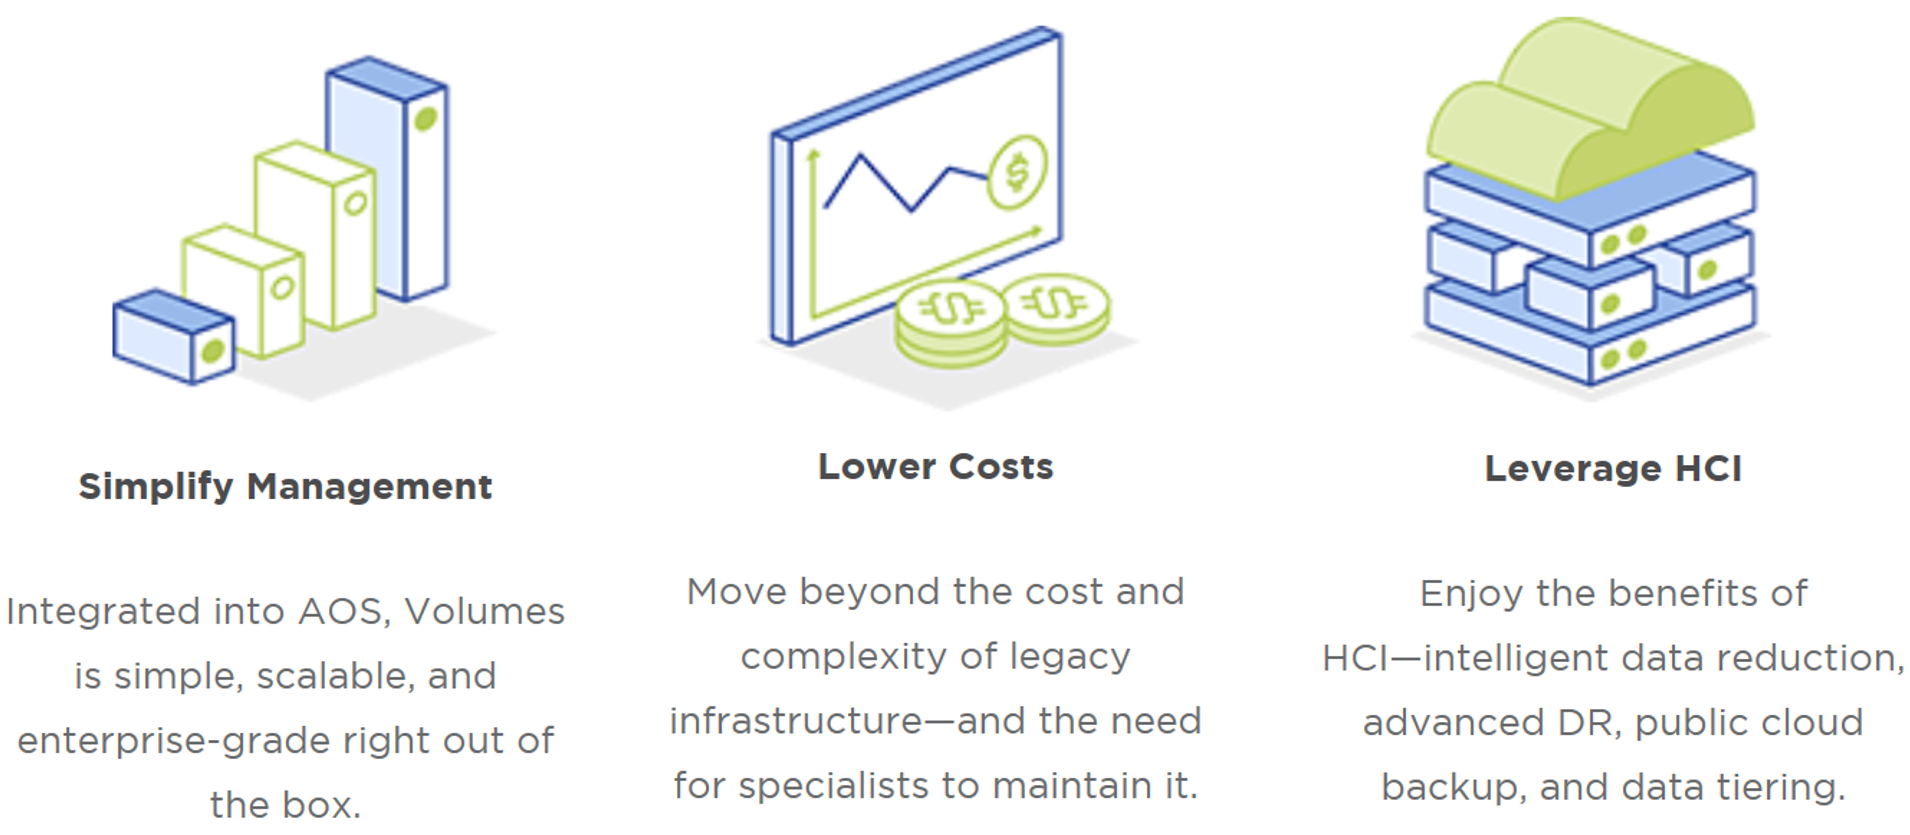 $
Simplify Management
Integrated into AOS, Volumes
is simple, scalable, and
enterprise-grade right out of
the box.
Lower Costs
Move beyond the cost and
complexity of legacy
infrastructure—and the need
for specialists to maintain it.
Leverage HCI
Enjoy the benefits of
HCI—intelligent data reduction,
advanced DR, public cloud
backup, and data tiering.